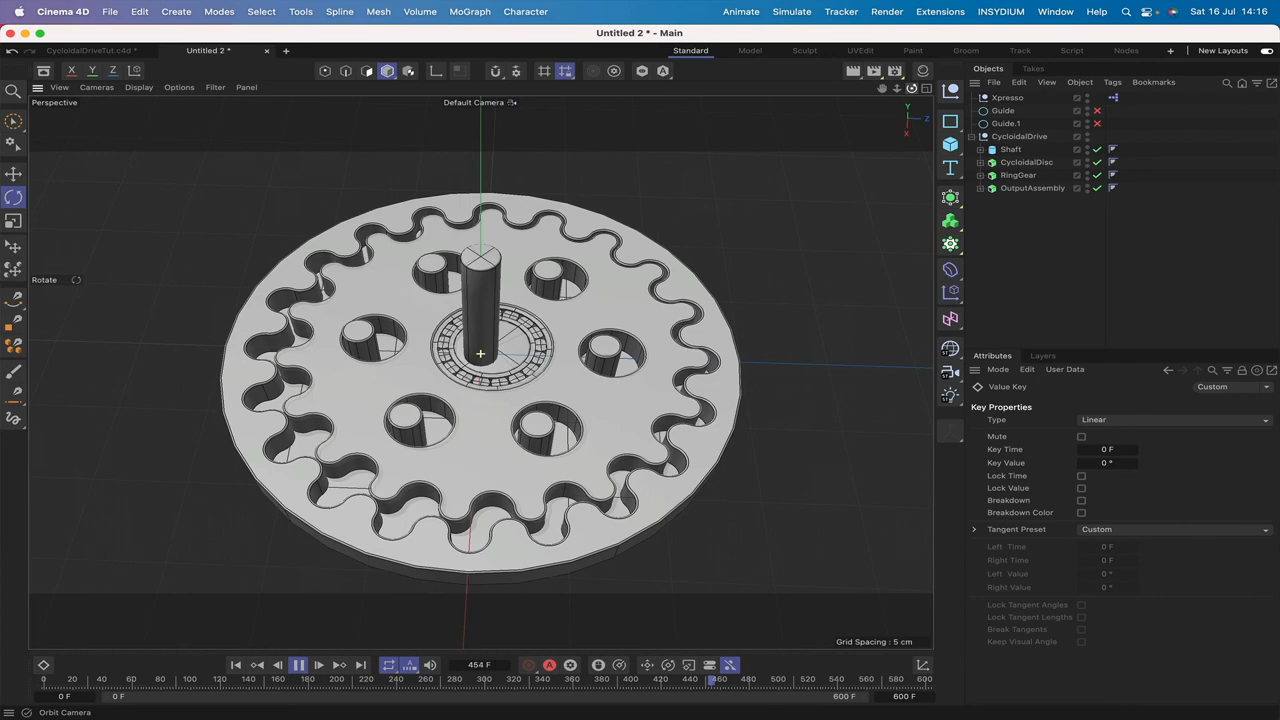 Cinema 4D File Edit Create Modes Select Tools Spline Mesh Volume MoGraph Character Animate Simulate Tracker Render Extensions INSYDIUM Window Help Sat 16 Jul 14:16
Untitled 2 * - Main
CycloidalDriveTut.c4d * Untitled 2 * Standard Model Sculpt UVEdit Paint Groom Track Script Nodes New Layouts
X Y Z
View Cameras Display Options Filter Panel
Objects Takes
File Edit View Object Tags Bookmarks
Perspective Default Camera
Y
Z
X
Xpresso
Guide
Guide.1
CycloidalDrive
Shaft
CycloidalDisc
RingGear
OutputAssembly
Rotate
Attributes Layers
Mode Edit User Data
Value Key Custom
Key Properties
Type Linear
Mute
Key Time 0 F
Key Value 0 °
Lock Time
Lock Value
Breakdown
Breakdown Color
Tangent Preset Custom
Left Time 0 F
Right Time 0 F
Left Value 0 °
Right Value 0 °
Lock Tangent Angles
Lock Tangent Lengths
Break Tangents
Keep Visual Angle
Grid Spacing : 5 cm
454 F
0 20 40 60 80 100 120 140 160 180 200 220 240 260 280 300 320 340 360 380 400 420 440 460 480 500 520 540 560 580 600
0 F 0 F 600 F 600 F
Orbit Camera